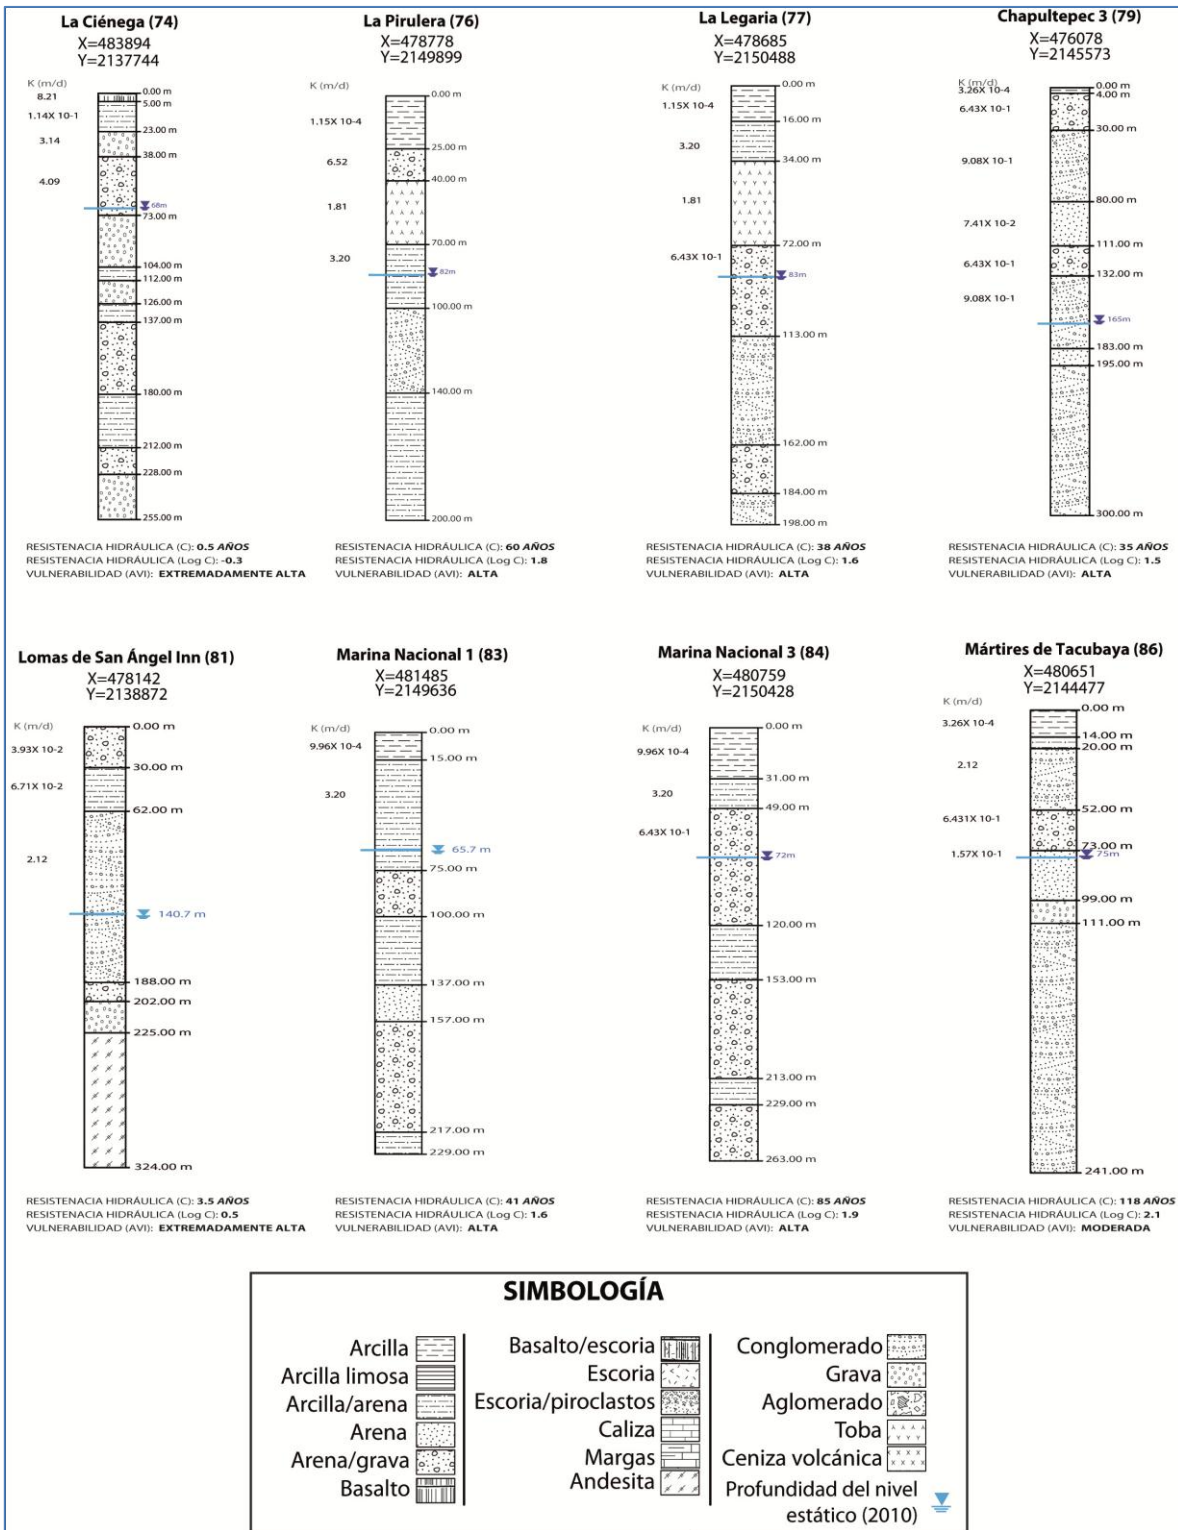 La Ciénega (74)
X=483894
Y=2137744
K (m/d)
8.21
1.14X 10-1
3.14
4.09
0.00 m
5.00 m
23.00 m
38.00 m
68m
73.00 m
104.00 m
112.00 m
126.00 m
137.00 m
180.00 m
212.00 m
228.00 m
255.00 m
RESISTENACIA HIDRÁULICA (C): 0.5 AÑOS
RESISTENACIA HIDRÁULICA (Log C): -0.3
VULNERABILIDAD (AVI): EXTREMADAMENTE ALTA
La Pirulera (76)
X=478778
Y=2149899
K (m/d)
1.15X 10-4
6.52
1.81
3.20
0.00 m
25.00 m
40.00 m
70.00 m
82m
100.00 m
140.00 m
200.00 m
RESISTENACIA HIDRÁULICA (C): 60 AÑOS
RESISTENACIA HIDRÁULICA (Log C): 1.8
VULNERABILIDAD (AVI): ALTA
La Legaria (77)
X=478685
Y=2150488
K (m/d)
1.15X 10-4
3.20
1.81
6.43X 10-1
0.00 m
16.00 m
34.00 m
72.00 m
83m
113.00 m
162.00 m
184.00 m
198.00 m
RESISTENACIA HIDRÁULICA (C): 38 AÑOS
RESISTENACIA HIDRÁULICA (Log C): 1.6
VULNERABILIDAD (AVI): ALTA
Chapultepec 3 (79)
X=476078
Y=2145573
K (m/d)
3.26X 10-4
6.43X 10-1
9.08X 10-1
7.41X 10-2
6.43X 10-1
9.08X 10-1
0.00 m
4.00 m
30.00 m
80.00 m
111.00 m
132.00 m
165m
183.00 m
195.00 m
300.00 m
RESISTENACIA HIDRÁULICA (C): 35 AÑOS
RESISTENACIA HIDRÁULICA (Log C): 1.5
VULNERABILIDAD (AVI): ALTA
Lomas de San Ángel Inn (81)
X=478142
Y=2138872
K (m/d)
3.93X 10-2
6.71X 10-2
2.12
0.00 m
30.00 m
62.00 m
140.7 m
188.00 m
202.00 m
225.00 m
324.00 m
RESISTENACIA HIDRÁULICA (C): 3.5 AÑOS
RESISTENACIA HIDRÁULICA (Log C): 0.5
VULNERABILIDAD (AVI): EXTREMADAMENTE ALTA
Marina Nacional 1 (83)
X=481485
Y=2149636
K (m/d)
9.96X 10-4
3.20
0.00 m
15.00 m
65.7 m
75.00 m
100.00 m
137.00 m
157.00 m
217.00 m
229.00 m
RESISTENACIA HIDRÁULICA (C): 41 AÑOS
RESISTENACIA HIDRÁULICA (Log C): 1.6
VULNERABILIDAD (AVI): ALTA
Marina Nacional 3 (84)
X=480759
Y=2150428
K (m/d)
9.96X 10-4
3.20
6.43X 10-1
0.00 m
31.00 m
49.00 m
72m
120.00 m
153.00 m
213.00 m
229.00 m
263.00 m
RESISTENACIA HIDRÁULICA (C): 85 AÑOS
RESISTENACIA HIDRÁULICA (Log C): 1.9
VULNERABILIDAD (AVI): ALTA
Mártires de Tacubaya (86)
X=480651
Y=2144477
K (m/d)
3.26X 10-4
2.12
6.431X 10-1
1.57X 10-1
0.00 m
14.00 m
20.00 m
52.00 m
73.00 m
75m
99.00 m
111.00 m
241.00 m
RESISTENACIA HIDRÁULICA (C): 118 AÑOS
RESISTENACIA HIDRÁULICA (Log C): 2.1
VULNERABILIDAD (AVI): MODERADA
SIMBOLOGÍA
Arcilla
Arcilla limosa
Arcilla/arena
Arena
Arena/grava
Basalto
Basalto/escoria
Escoria
Escoria/piroclastos
Caliza
Margas
Andesita
Conglomerado
Grava
Aglomerado
Toba
Ceniza volcánica
Profundidad del nivel
estático (2010)